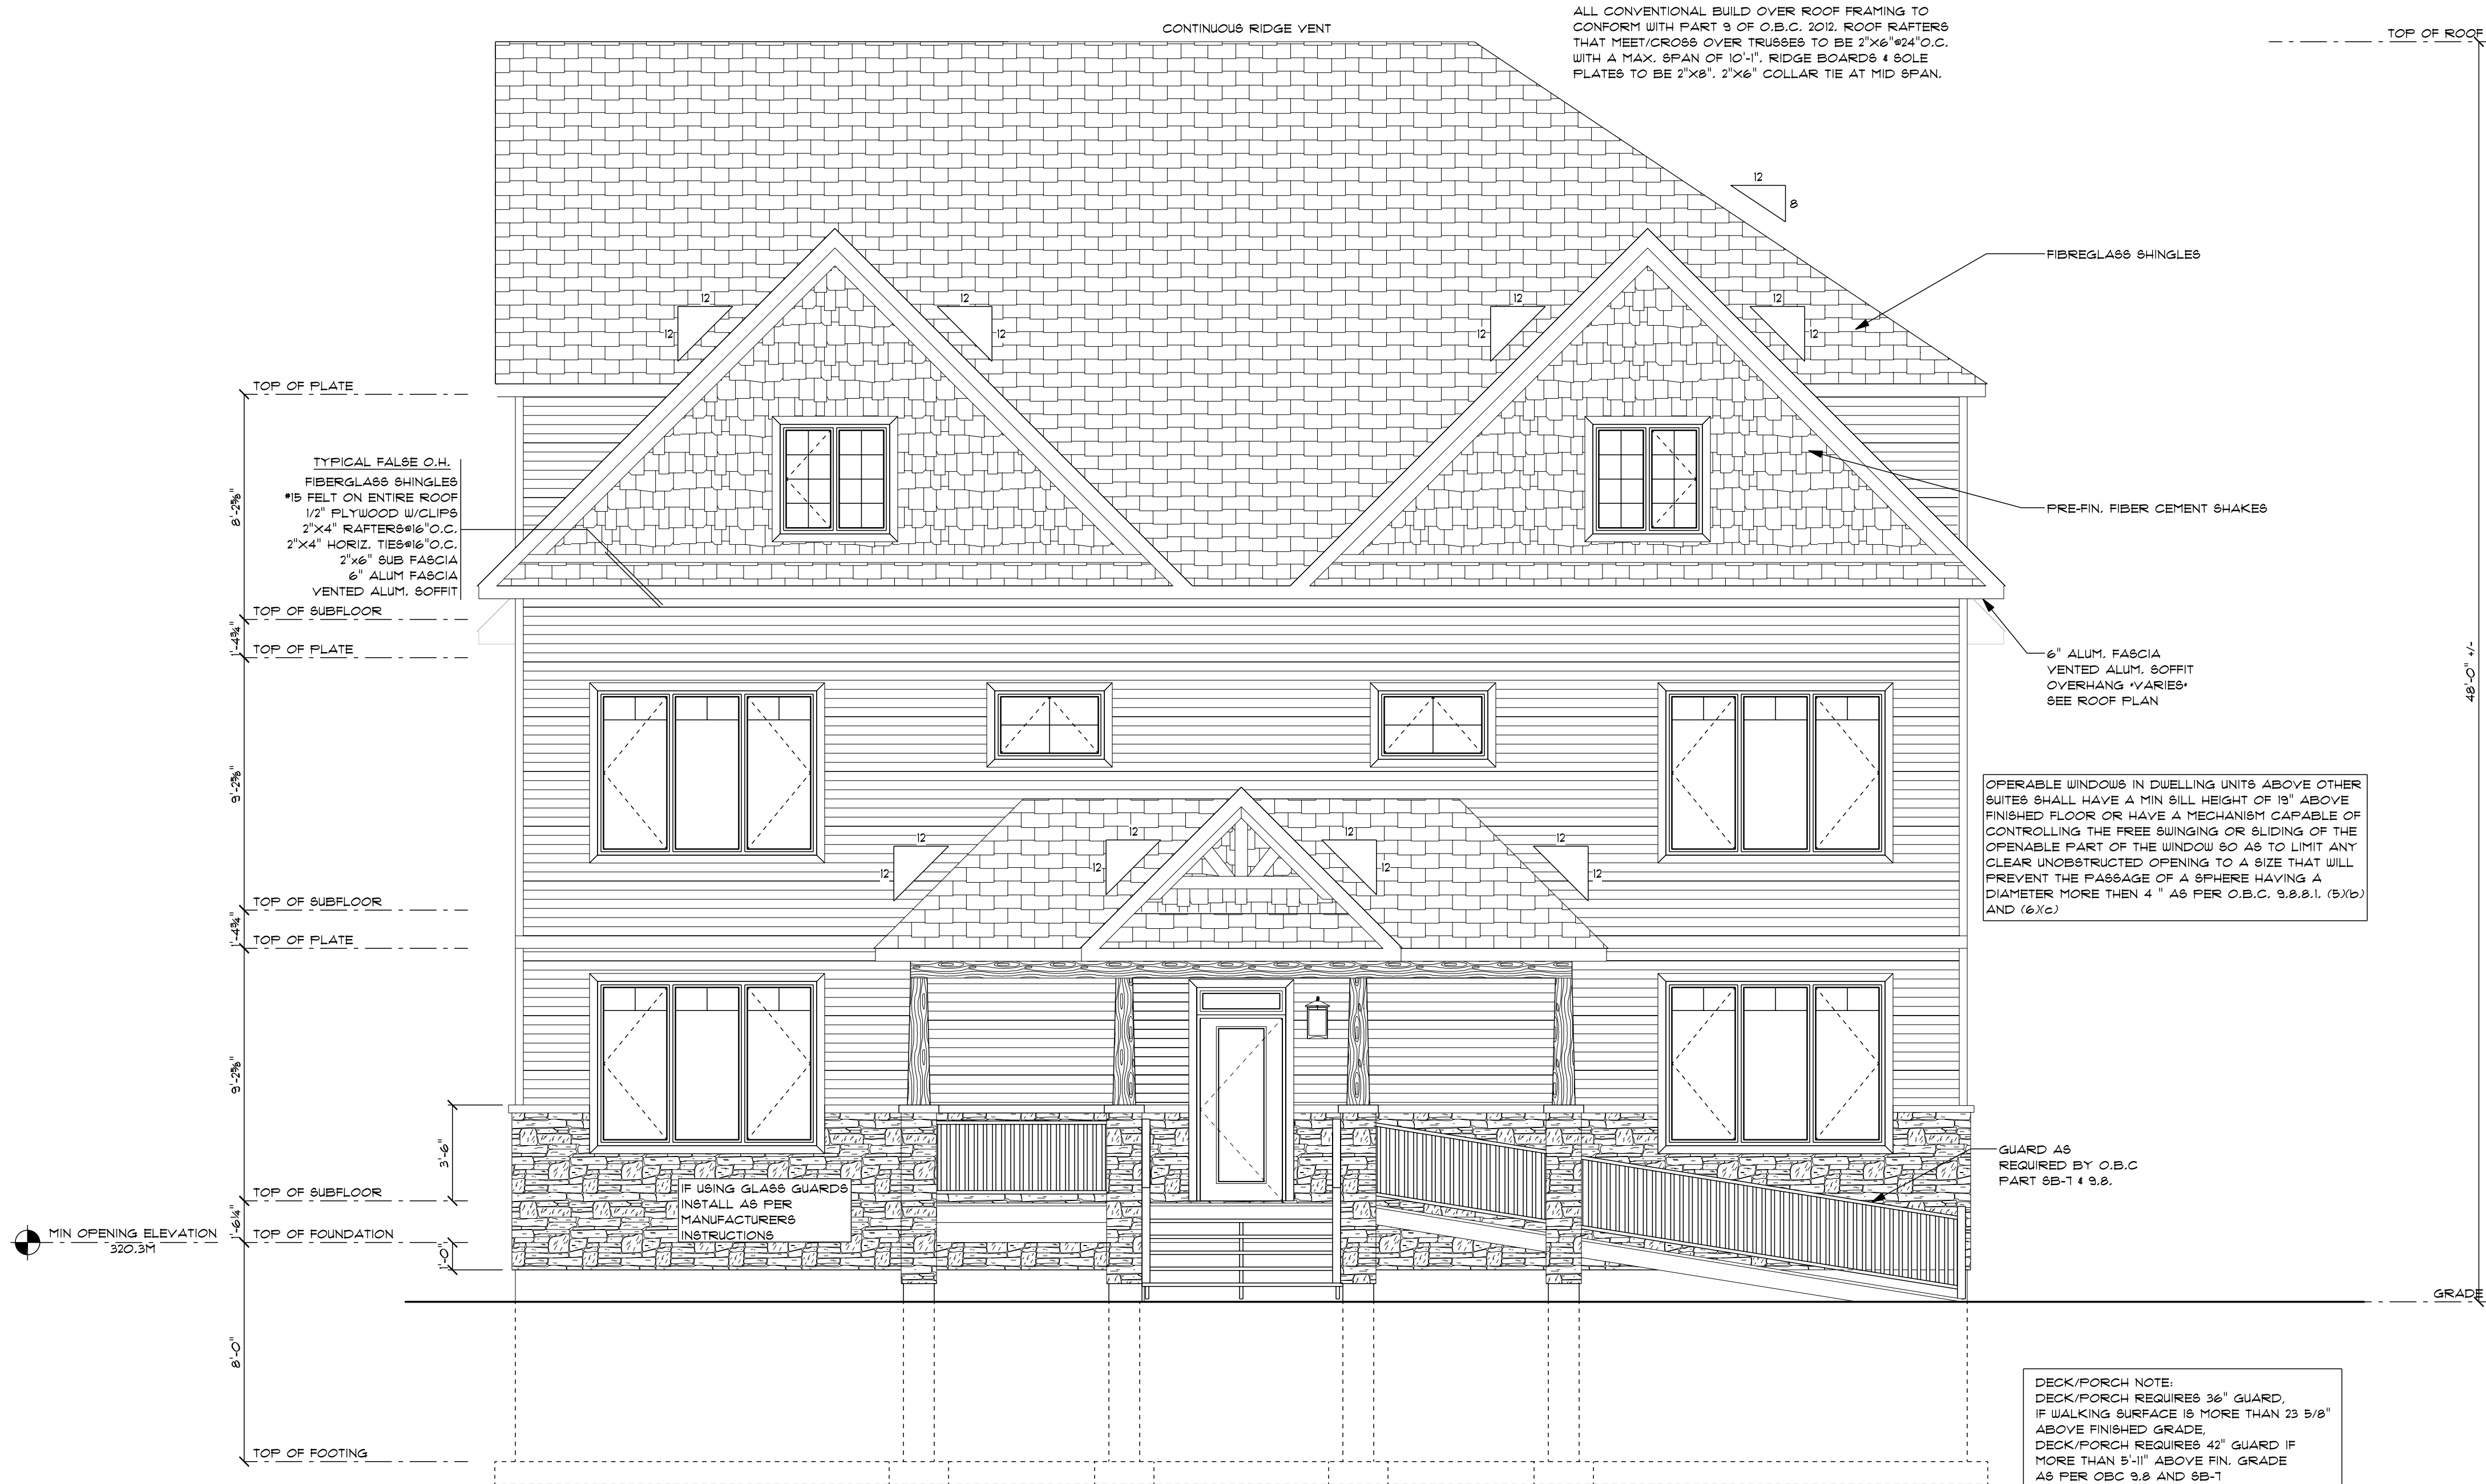 CONTINUOUS RIDGE VENT
ALL CONVENTIONAL BUILD OVER ROOF FRAMING TO
CONFORM WITH PART 9 OF O.B.C. 2012. ROOF RAFTERS
THAT MEET/CROSS OVER TRUSSES TO BE 2"X6"@24"O.C.
WITH A MAX. SPAN OF 10'-1". RIDGE BOARDS & SOLE
PLATES TO BE 2"X8". 2"X6" COLLAR TIE AT MID SPAN.
TOP OF ROOF
12
8
FIBREGLASS SHINGLES
12
12
12
12
12
12
12
12
TOP OF PLATE
TYPICAL FALSE O.H.
FIBERGLASS SHINGLES
#15 FELT ON ENTIRE ROOF
1/2" PLYWOOD W/CLIPS
2"X4" RAFTERS@16"O.C.
2"X4" HORIZ. TIES@16"O.C.
2"x6" SUB FASCIA
6" ALUM FASCIA
VENTED ALUM. SOFFIT
8'-2⅝"
PRE-FIN. FIBER CEMENT SHAKES
TOP OF SUBFLOOR
1'-4¾"
TOP OF PLATE
6" ALUM. FASCIA
VENTED ALUM. SOFFIT
OVERHANG *VARIES*
SEE ROOF PLAN
48'-0" +/-
9'-2⅝"
OPERABLE WINDOWS IN DWELLING UNITS ABOVE OTHER
SUITES SHALL HAVE A MIN SILL HEIGHT OF 19" ABOVE
FINISHED FLOOR OR HAVE A MECHANISM CAPABLE OF
CONTROLLING THE FREE SWINGING OR SLIDING OF THE
OPENABLE PART OF THE WINDOW SO AS TO LIMIT ANY
CLEAR UNOBSTRUCTED OPENING TO A SIZE THAT WILL
PREVENT THE PASSAGE OF A SPHERE HAVING A
DIAMETER MORE THEN 4 " AS PER O.B.C. 9.8.8.1. (5)(b)
AND (6)(c)
12
12
12
12
12
12
12
12
TOP OF SUBFLOOR
1'-4¾"
TOP OF PLATE
9'-2⅝"
3'-6"
GUARD AS
REQUIRED BY O.B.C
PART SB-7 & 9.8.
TOP OF SUBFLOOR
IF USING GLASS GUARDS
INSTALL AS PER
MANUFACTURERS
INSTRUCTIONS
1'-6¼"
MIN OPENING ELEVATION
320.3M
TOP OF FOUNDATION
1'-0"
GRADE
8'-0"
TOP OF FOOTING
DECK/PORCH NOTE:
DECK/PORCH REQUIRES 36" GUARD,
IF WALKING SURFACE IS MORE THAN 23 5/8"
ABOVE FINISHED GRADE,
DECK/PORCH REQUIRES 42" GUARD IF
MORE THAN 5'-11" ABOVE FIN. GRADE
AS PER OBC 9.8 AND SB-7